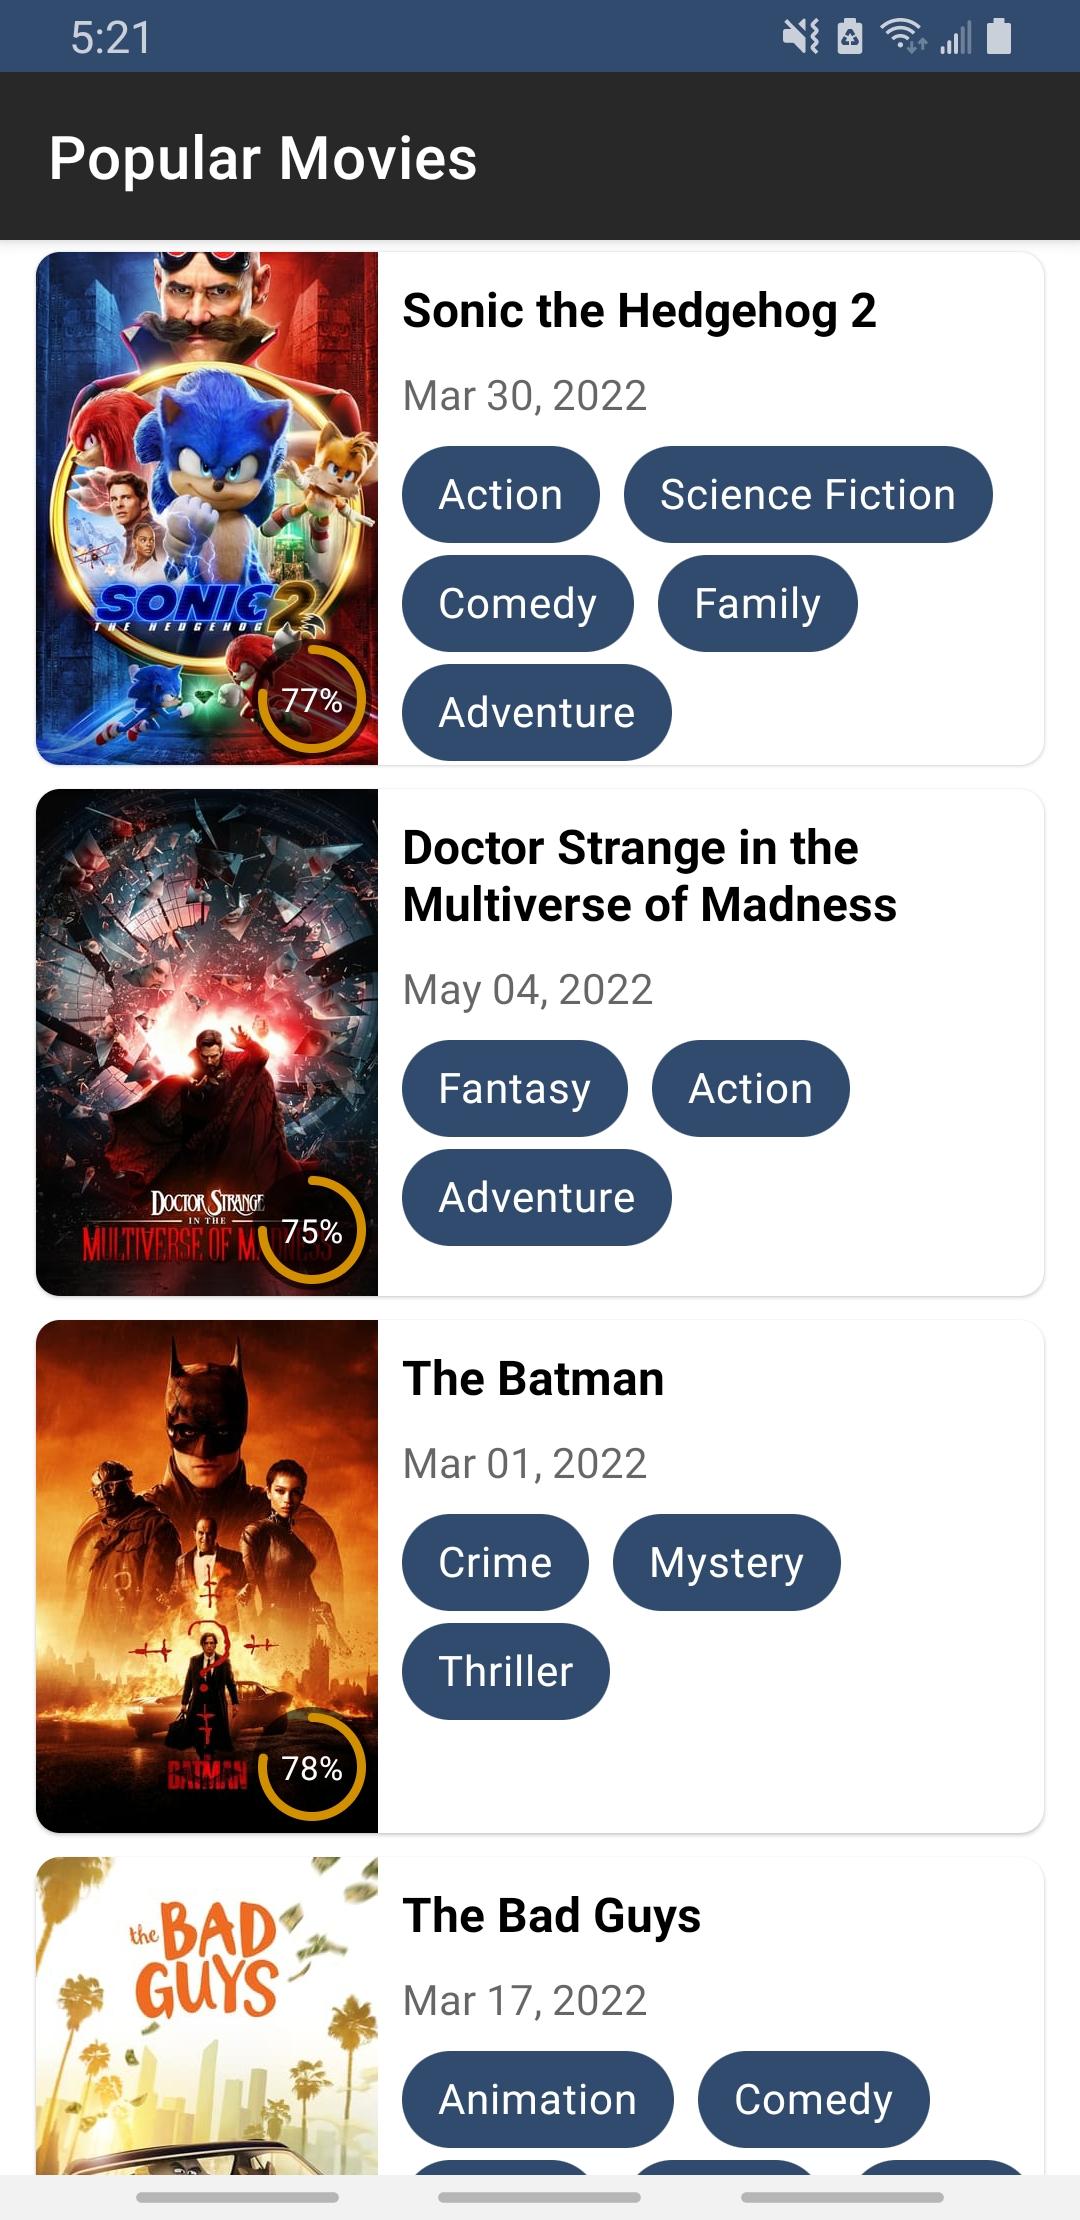 5:21
Popular Movies
SONIC 2
THE HEDGEHOG
77%
Sonic the Hedgehog 2
Mar 30, 2022
Action Science Fiction
Comedy Family
Adventure
DOCTOR STRANGE
IN THE
MULTIVERSE OF MADNESS
75%
Doctor Strange in the
Multiverse of Madness
May 04, 2022
Fantasy Action
Adventure
BATMAN
78%
The Batman
Mar 01, 2022
Crime Mystery
Thriller
the BAD
GUYS
The Bad Guys
Mar 17, 2022
Animation Comedy